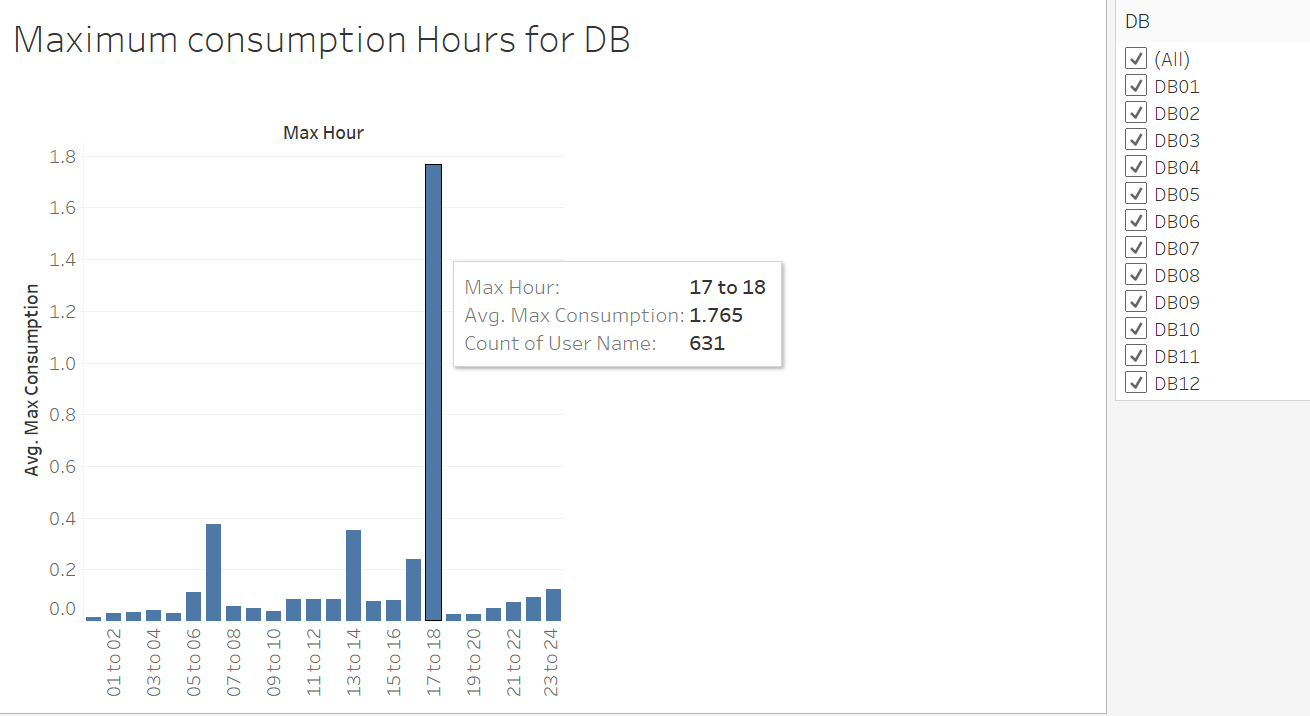 Maximum consumption Hours for DB
Max Hour
Avg. Max Consumption
1.8
1.6
1.4
1.2
1.0
0.8
0.6
0.4
0.2
0.0
01 to 02
03 to 04
05 to 06
07 to 08
09 to 10
11 to 12
13 to 14
15 to 16
17 to 18
19 to 20
21 to 22
23 to 24
Max Hour: 17 to 18
Avg. Max Consumption: 1.765
Count of User Name: 631
DB
(All)
DB01
DB02
DB03
DB04
DB05
DB06
DB07
DB08
DB09
DB10
DB11
DB12